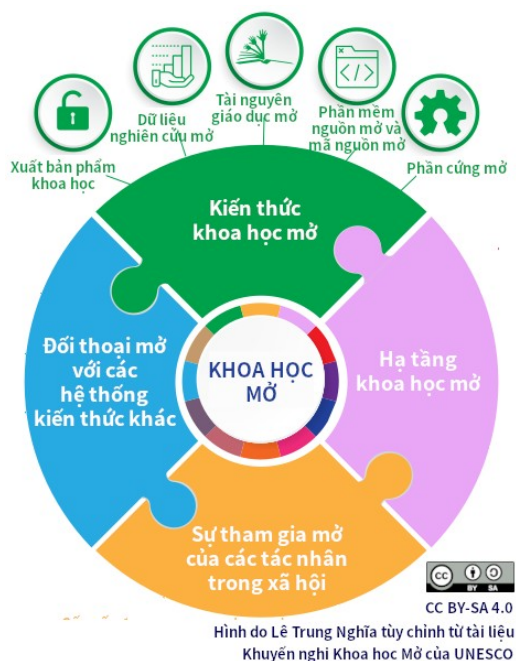 Xuất bản phẩm
khoa học
Dữ liệu
nghiên cứu mở
Tài nguyên
giáo dục mở
Phần mềm
nguồn mở và
mã nguồn mở
Phần cứng mở
Kiến thức
khoa học mở
Đối thoại mở
với các
hệ thống
kiến thức khác
KHOA HỌC
MỞ
Hạ tầng
khoa học mở
Sự tham gia mở
của các tác nhân
trong xã hội
cc
BY SA
CC BY-SA 4.0
Hình do Lê Trung Nghĩa tùy chỉnh từ tài liệu
Khuyến nghị Khoa học Mở của UNESCO